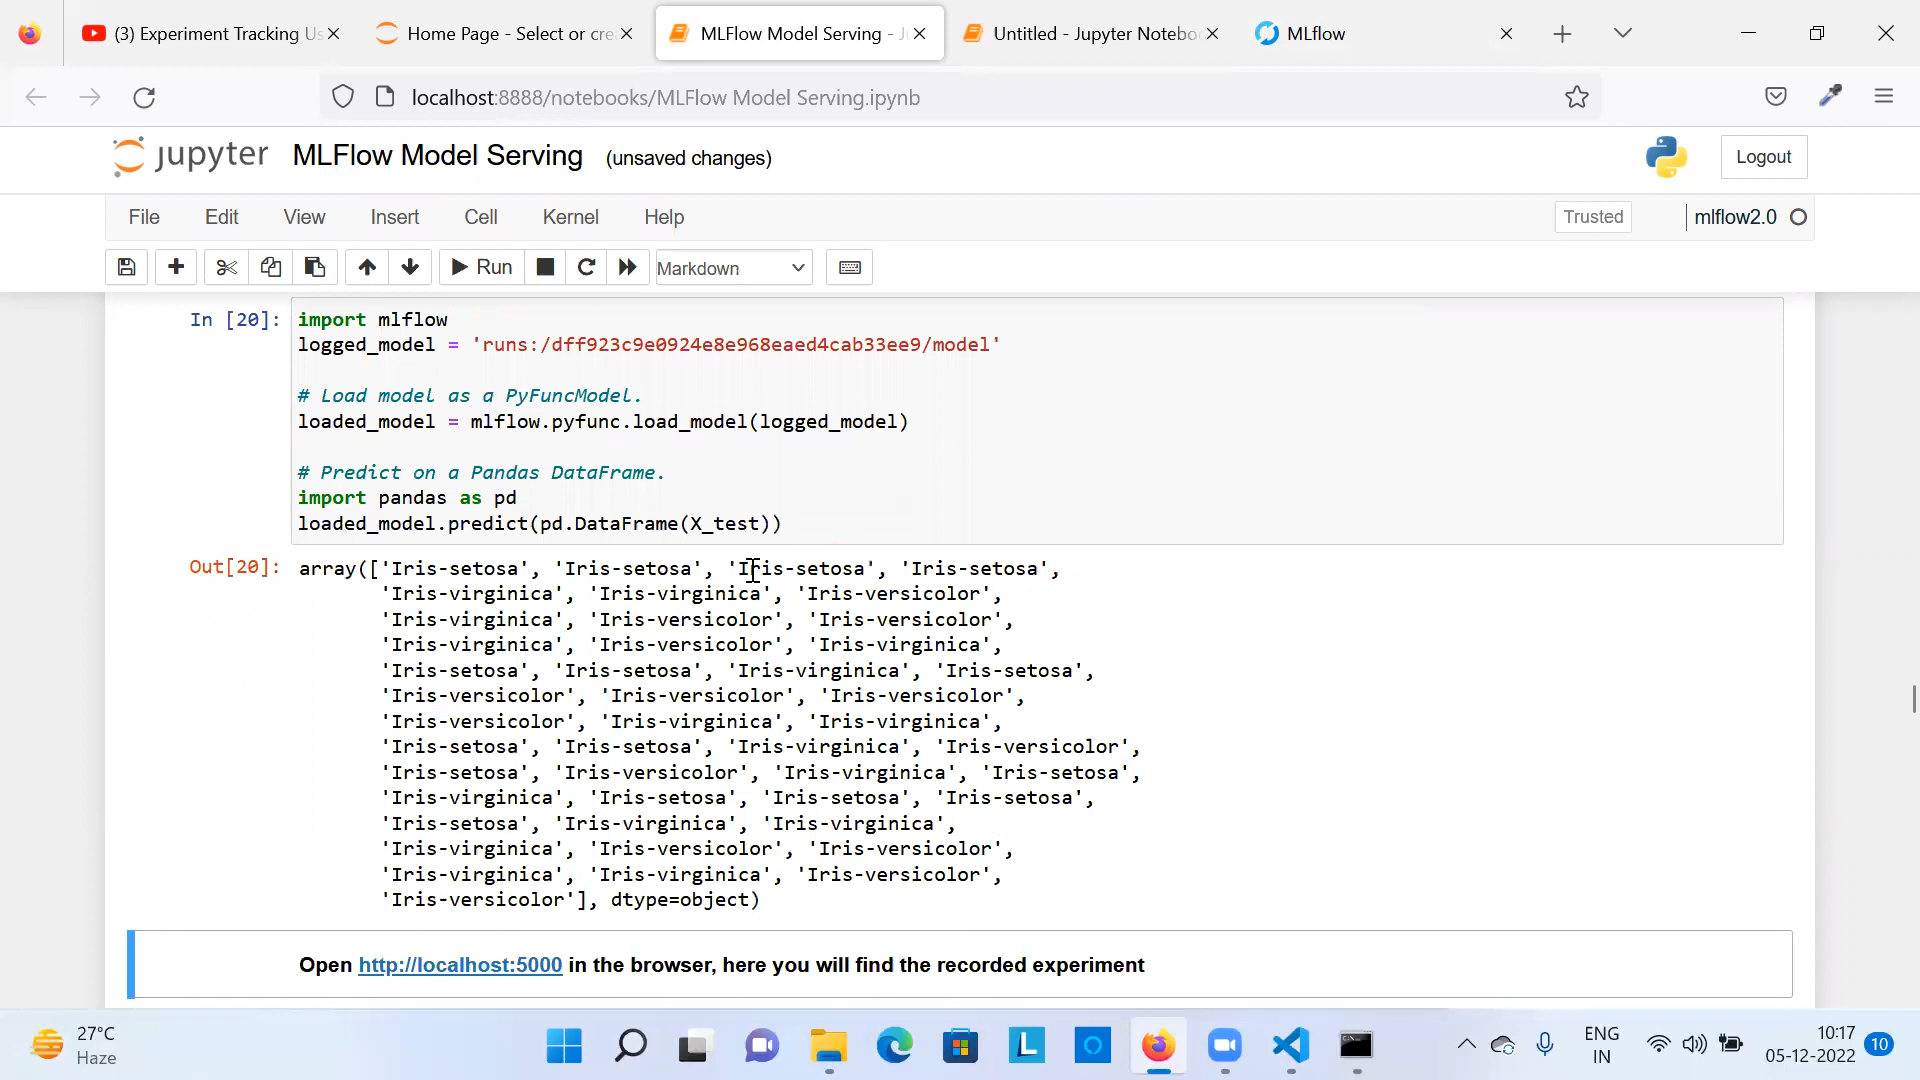 (3) Experiment Tracking Us
Home Page - Select or cre
MLFlow Model Serving - Ju
Untitled - Jupyter Notebo
MLflow
localhost:8888/notebooks/MLFlow Model Serving.ipynb
jupyter MLFlow Model Serving (unsaved changes)
Logout
File Edit View Insert Cell Kernel Help
Trusted
mlflow2.0
Run
Markdown
In [20]:
import mlflow
logged_model = 'runs:/dff923c9e0924e8e968eaed4cab33ee9/model'
# Load model as a PyFuncModel.
loaded_model = mlflow.pyfunc.load_model(logged_model)
# Predict on a Pandas DataFrame.
import pandas as pd
loaded_model.predict(pd.DataFrame(X_test))
Out[20]:
array(['Iris-setosa', 'Iris-setosa', 'Iris-setosa', 'Iris-setosa',
'Iris-virginica', 'Iris-virginica', 'Iris-versicolor',
'Iris-virginica', 'Iris-versicolor', 'Iris-versicolor',
'Iris-virginica', 'Iris-versicolor', 'Iris-virginica',
'Iris-setosa', 'Iris-setosa', 'Iris-virginica', 'Iris-setosa',
'Iris-versicolor', 'Iris-versicolor', 'Iris-versicolor',
'Iris-versicolor', 'Iris-virginica', 'Iris-virginica',
'Iris-setosa', 'Iris-setosa', 'Iris-virginica', 'Iris-versicolor',
'Iris-setosa', 'Iris-versicolor', 'Iris-virginica', 'Iris-setosa',
'Iris-virginica', 'Iris-setosa', 'Iris-setosa', 'Iris-setosa',
'Iris-setosa', 'Iris-virginica', 'Iris-virginica',
'Iris-virginica', 'Iris-versicolor', 'Iris-versicolor',
'Iris-virginica', 'Iris-virginica', 'Iris-versicolor',
'Iris-versicolor'], dtype=object)
Open http://localhost:5000 in the browser, here you will find the recorded experiment
27°C
Haze
ENG
IN
10:17
05-12-2022
10